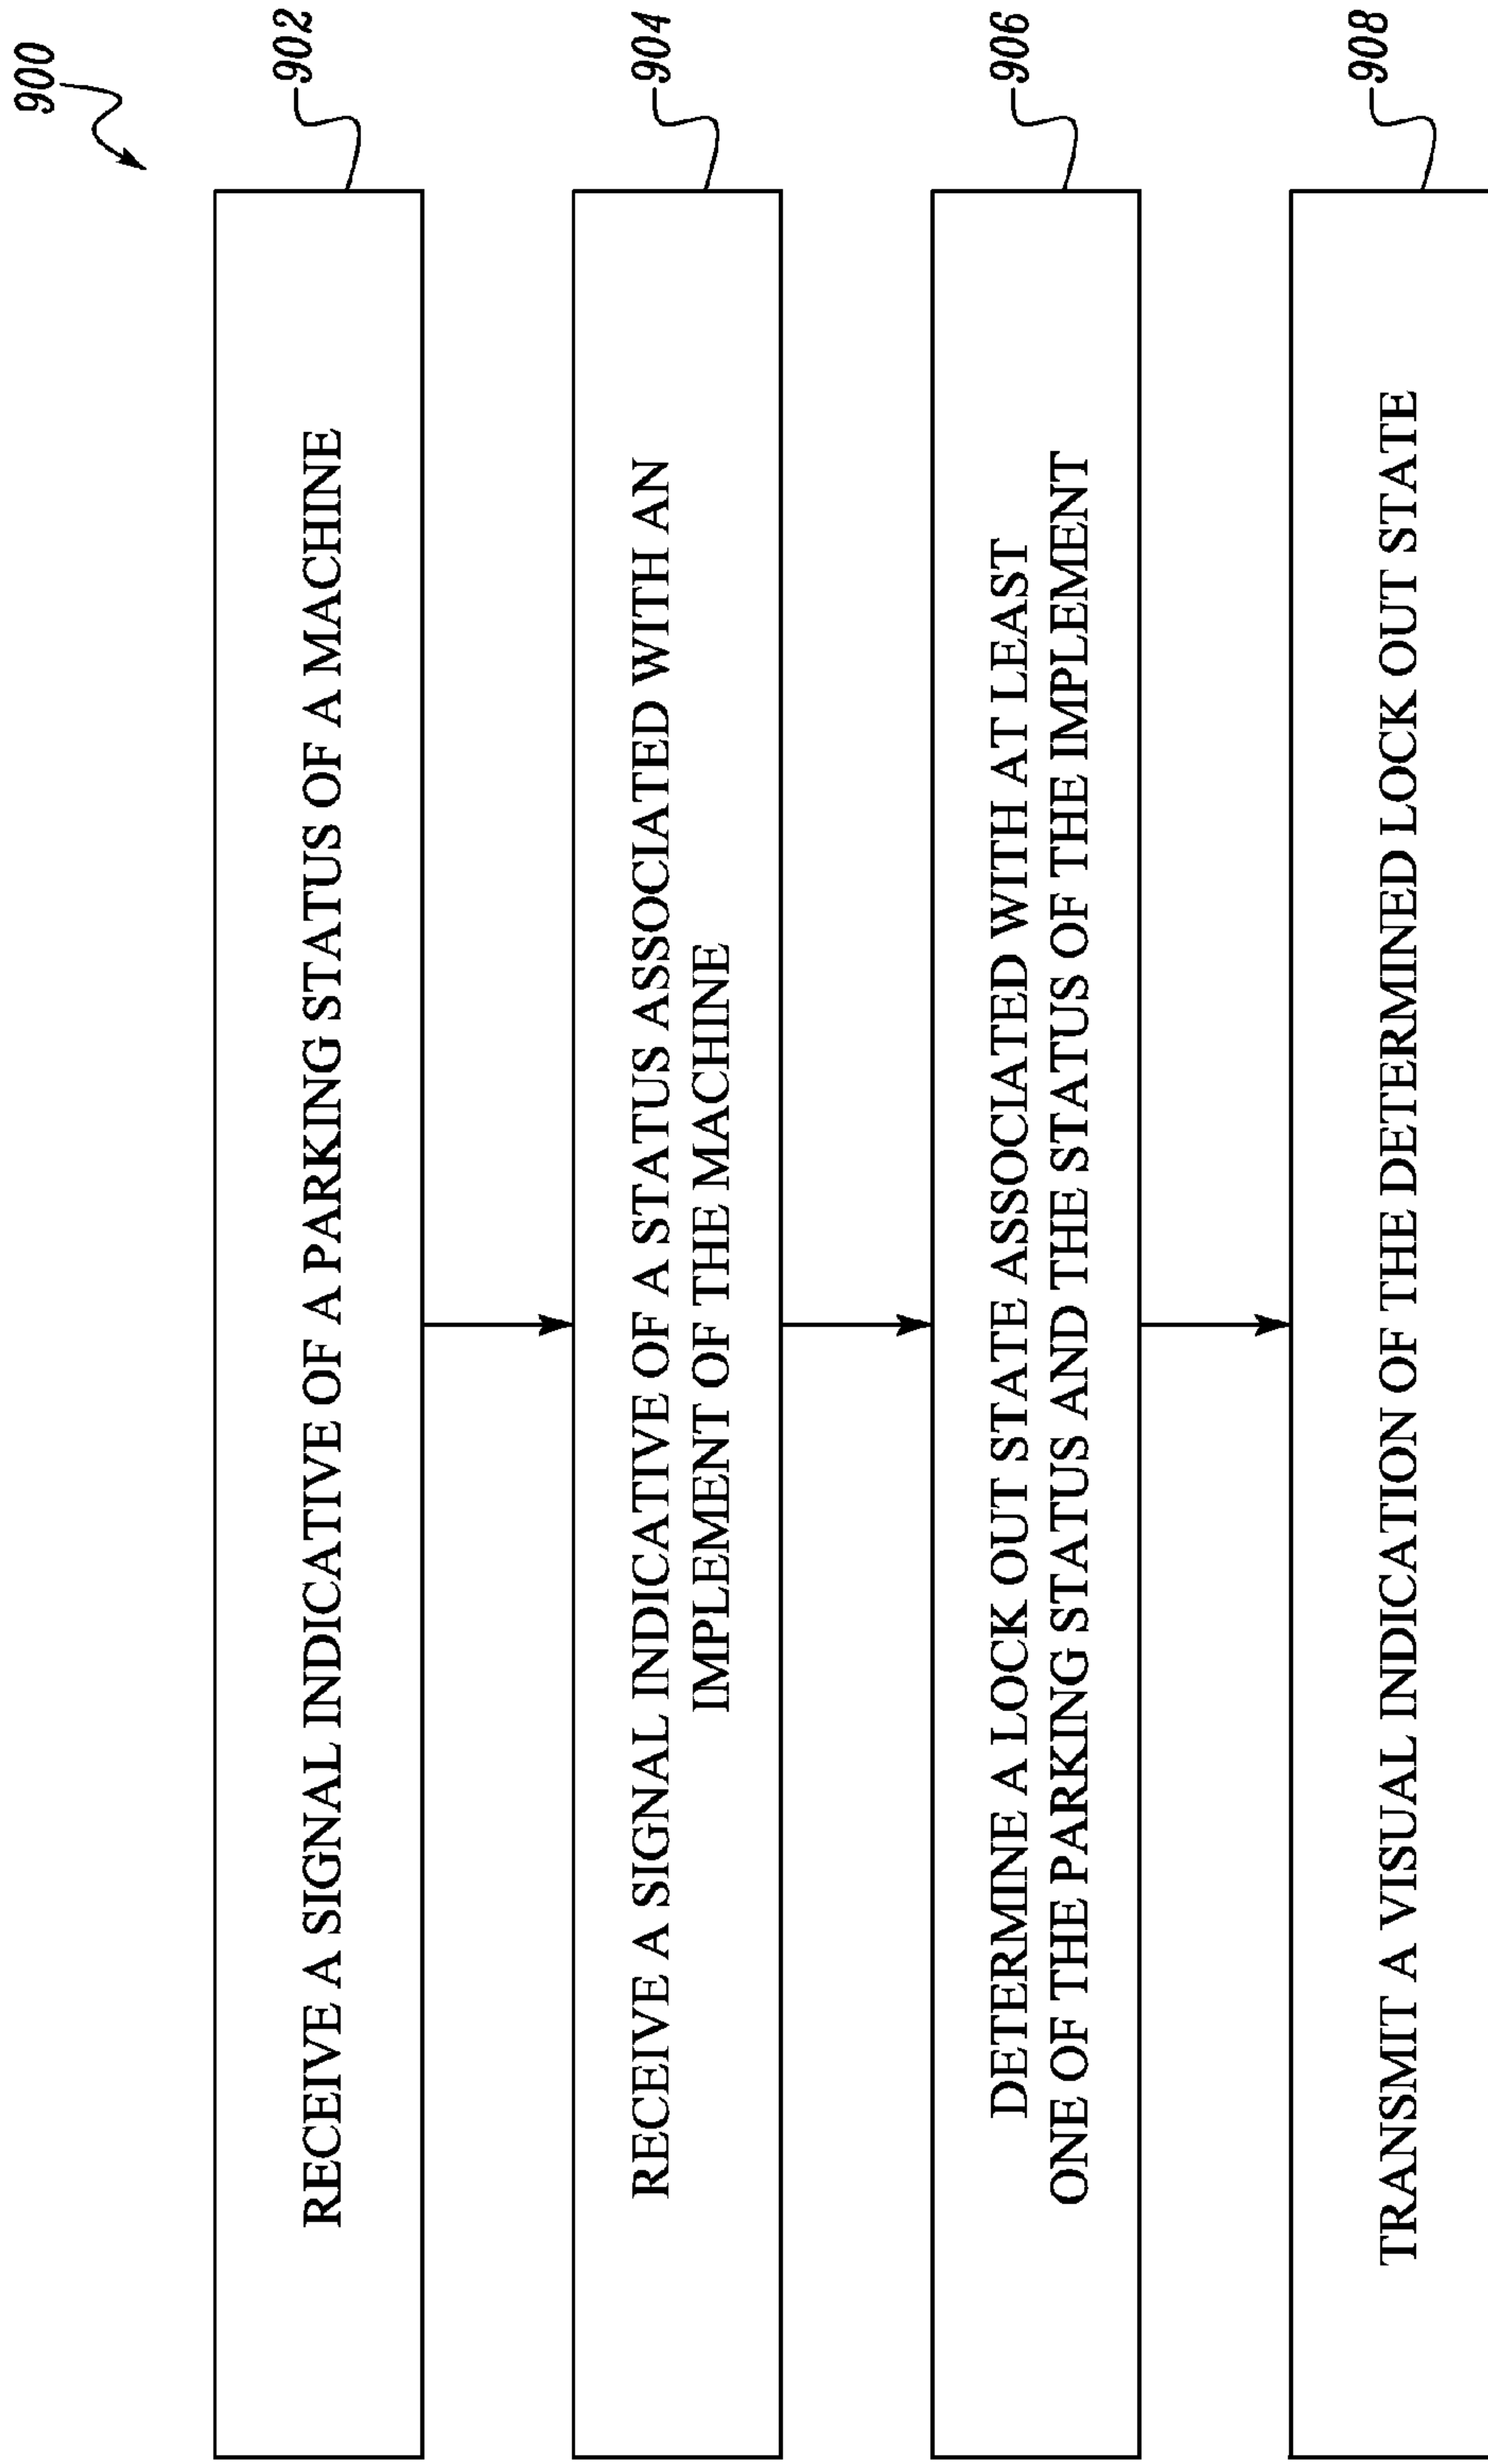 900
RECEIVE A SIGNAL INDICATIVE OF A PARKING STATUS OF A MACHINE
902
RECEIVE A SIGNAL INDICATIVE OF A STATUS ASSOCIATED WITH AN
IMPLEMENT OF THE MACHINE
904
DETERMINE A LOCK OUT STATE ASSOCIATED WITH AT LEAST
ONE OF THE PARKING STATUS AND THE STATUS OF THE IMPLEMENT
906
TRANSMIT A VISUAL INDICATION OF THE DETERMINED LOCK OUT STATE
908